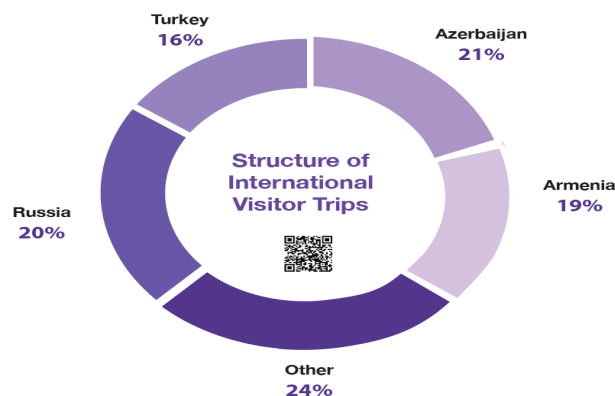 Turkey
16%
Azerbaijan
21%
Structure of
International
Visitor Trips
Armenia
19%
Russia
20%
Other
24%